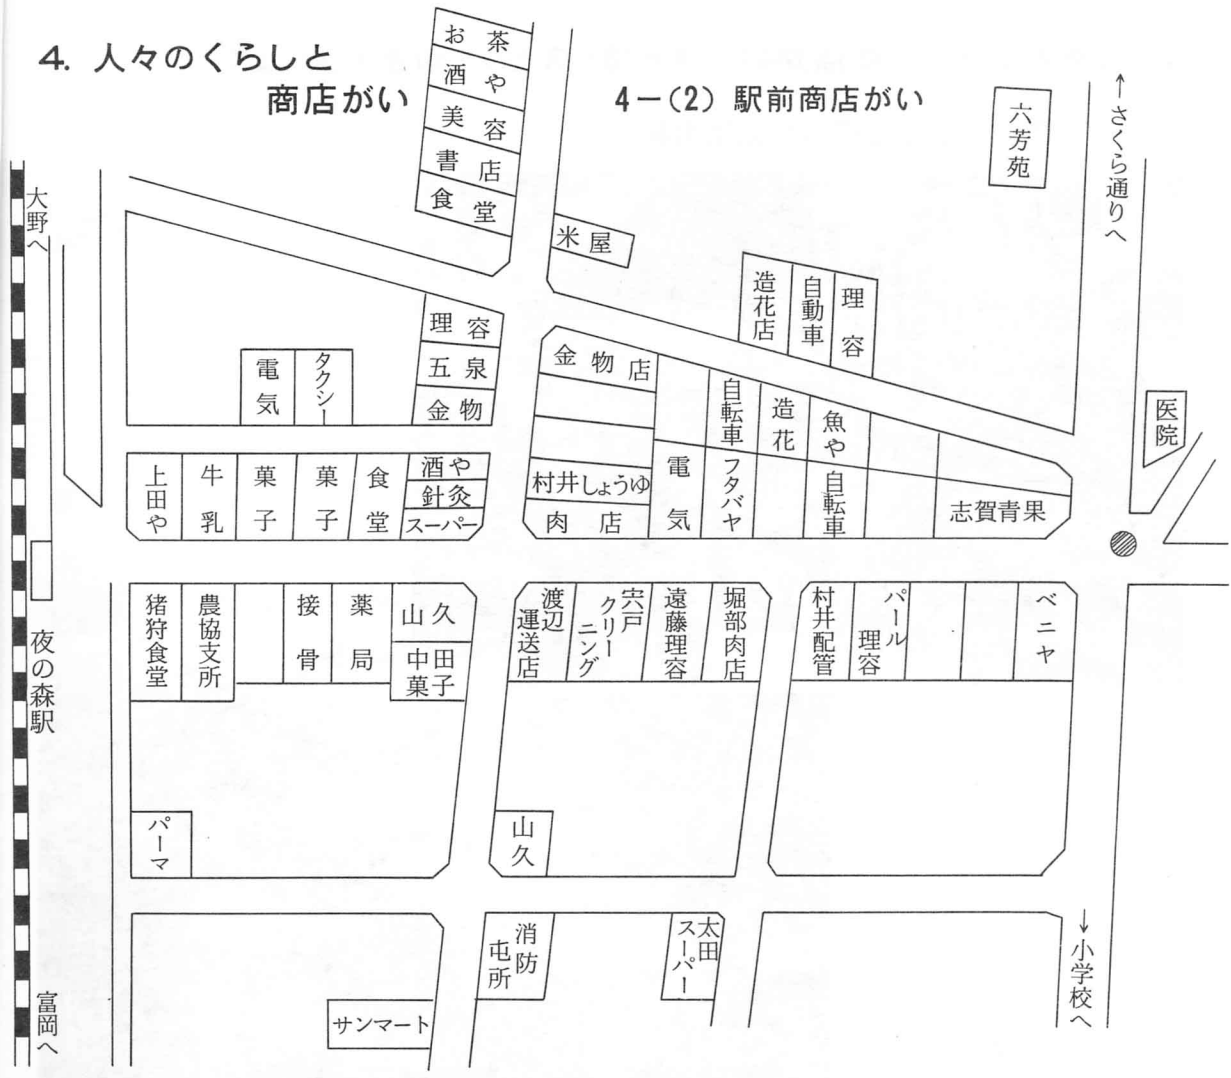 4. 人々のくらしと
商店がい
4－(2) 駅前商店がい
お茶
酒や
美容
書店
食堂
六芳苑
↑さくら通りへ
大野へ
米屋
造花店
自動車
理容
理容
五泉
金物
電気
タクシー
金物店
自転車
造花
魚や
医院
上田や
牛乳
菓子
菓子
食堂
酒や
針灸
スーパー
村井しょうゆ
肉店
電気
フタバヤ
自転車
志賀青果
猪狩食堂
農協支所
接骨
薬局
山久
中田
菓子
渡辺
運送店
宍戸
クリーニング
遠藤理容
堀部肉店
村井配管
パール
理容
ベニヤ
夜の森駅
パーマ
山久
消防
屯所
太田
スーパー
↓小学校へ
富岡へ
サンマート